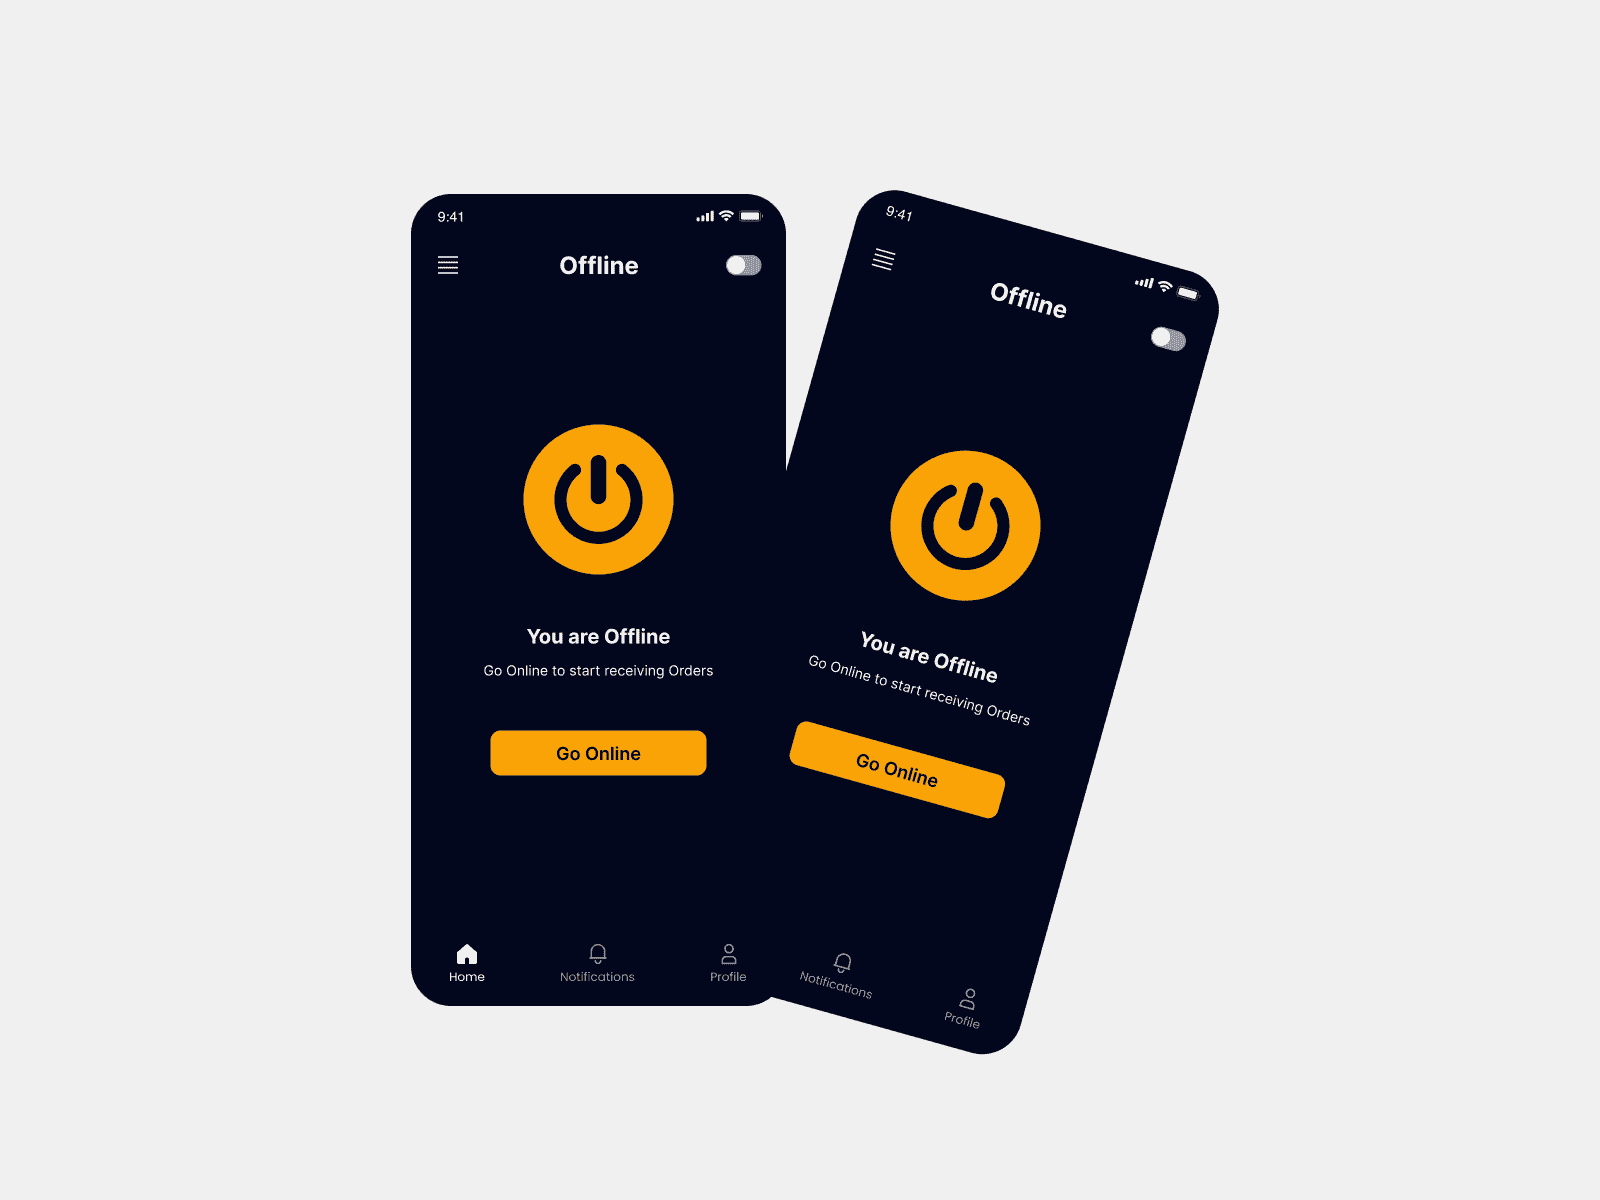 9:41
Offline
You are Offline
Go Online to start receiving Orders
Go Online
Home
Notifications
Profile
9:41
Offline
You are Offline
Go Online to start receiving Orders
Go Online
Notifications
Profile